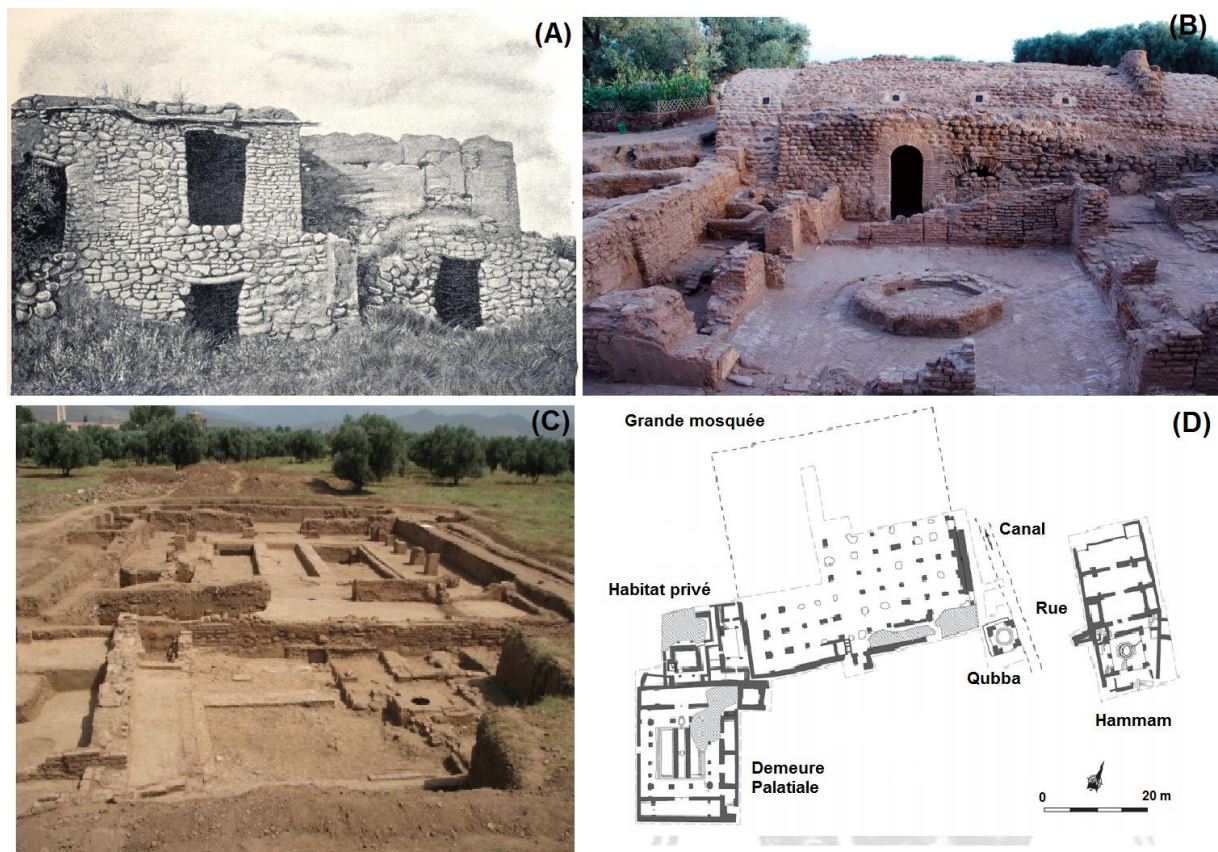 (A)
(B)
(C)
(D)
Grande mosquée
Canal
Habitat privé
Rue
Qubba
Hammam
Demeure
Palatiale
0 20 m